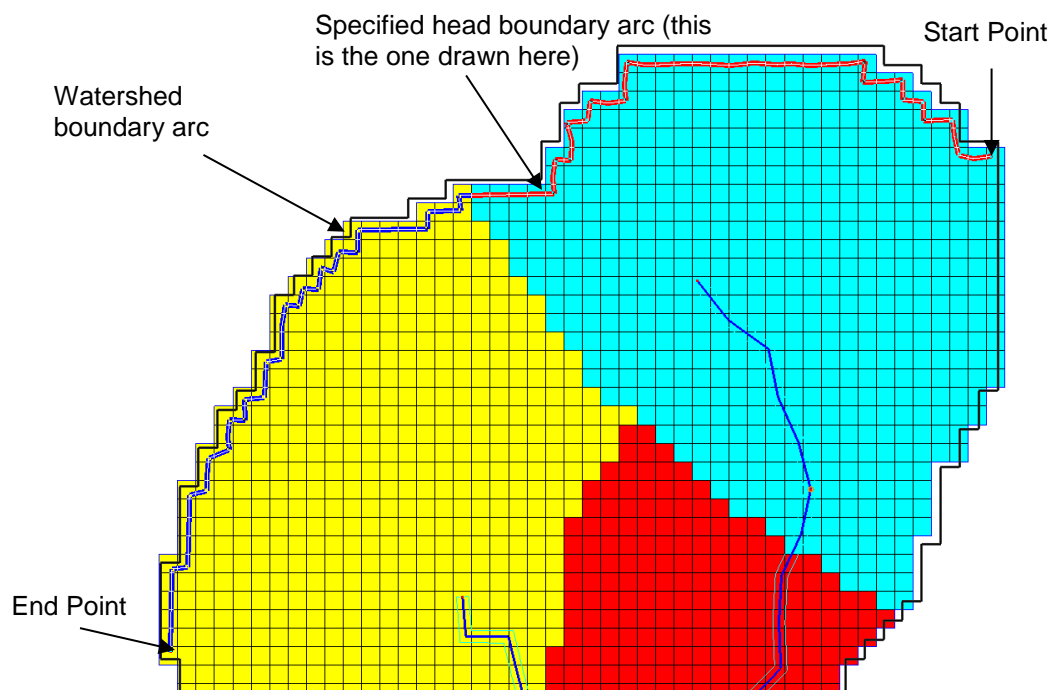 Specified head boundary arc (this
is the one drawn here)
Start Point
Watershed
boundary arc
End Point